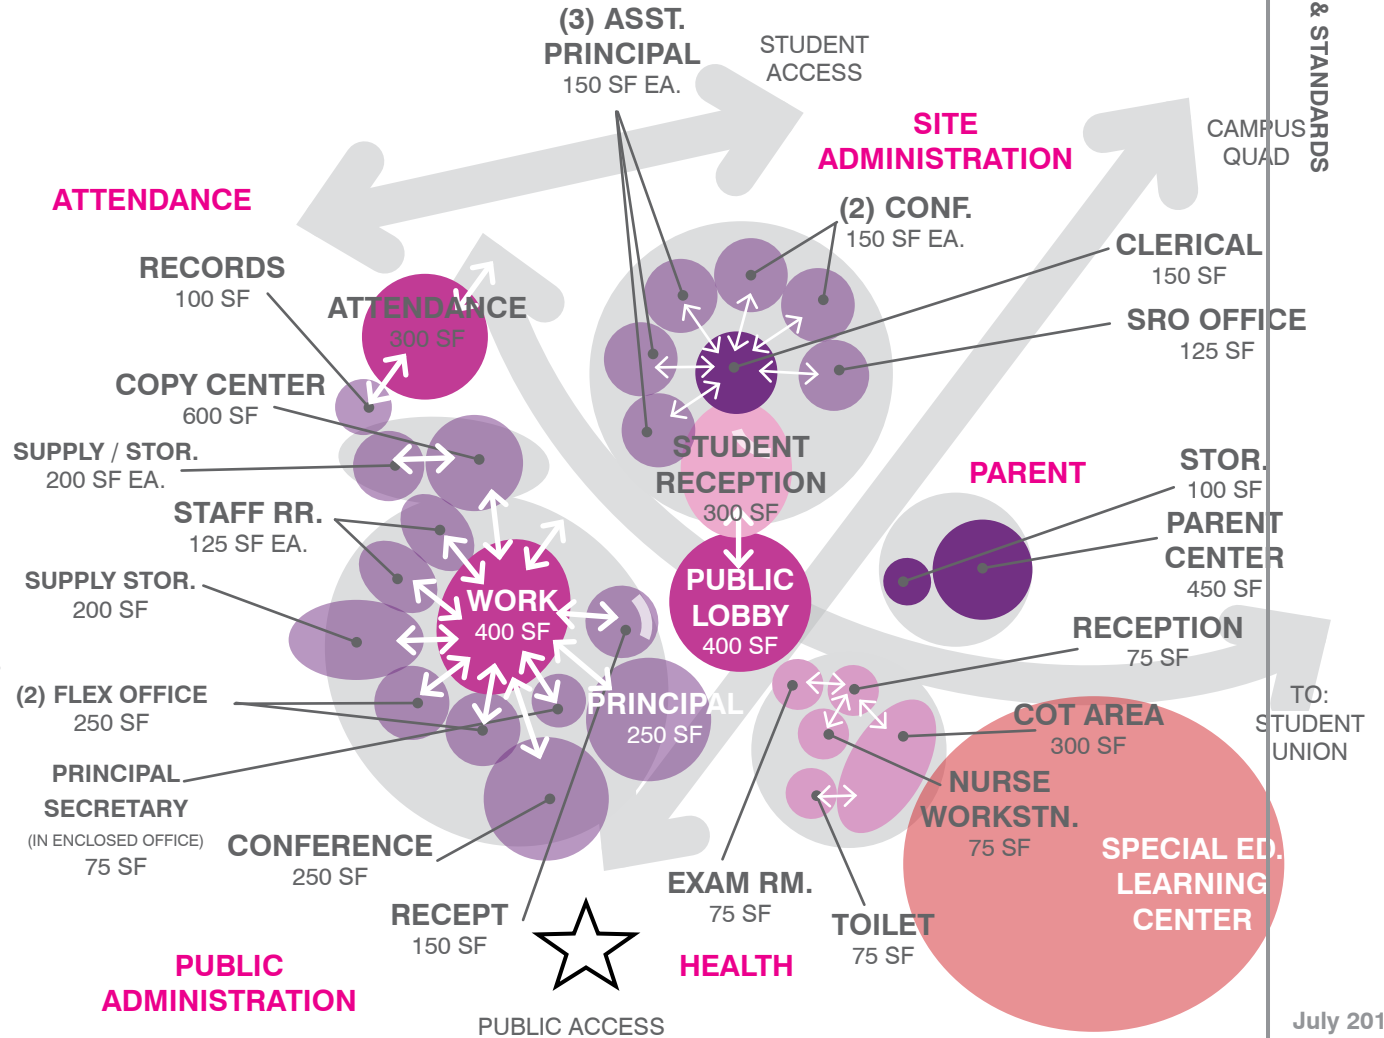 (3) ASST.
PRINCIPAL
150 SF EA.
STUDENT
ACCESS
& STANDARDS
SITE
ADMINISTRATION
CAMPUS
QUAD
ATTENDANCE
(2) CONF.
150 SF EA.
CLERICAL
150 SF
RECORDS
100 SF
ATTENDANCE
300 SF
SRO OFFICE
125 SF
COPY CENTER
600 SF
SUPPLY / STOR.
200 SF EA.
STUDENT
RECEPTION
300 SF
PARENT
STOR.
100 SF
STAFF RR.
125 SF EA.
PARENT
CENTER
450 SF
SUPPLY STOR.
200 SF
WORK
400 SF
PUBLIC
LOBBY
400 SF
RECEPTION
75 SF
(2) FLEX OFFICE
250 SF
PRINCIPAL
250 SF
TO:
STUDENT
UNION
COT AREA
300 SF
PRINCIPAL
SECRETARY
(IN ENCLOSED OFFICE)
75 SF
NURSE
WORKSTN.
75 SF
CONFERENCE
250 SF
SPECIAL ED.
LEARNING
CENTER
EXAM RM.
75 SF
RECEPT
150 SF
TOILET
75 SF
PUBLIC
ADMINISTRATION
HEALTH
PUBLIC ACCESS
July 201